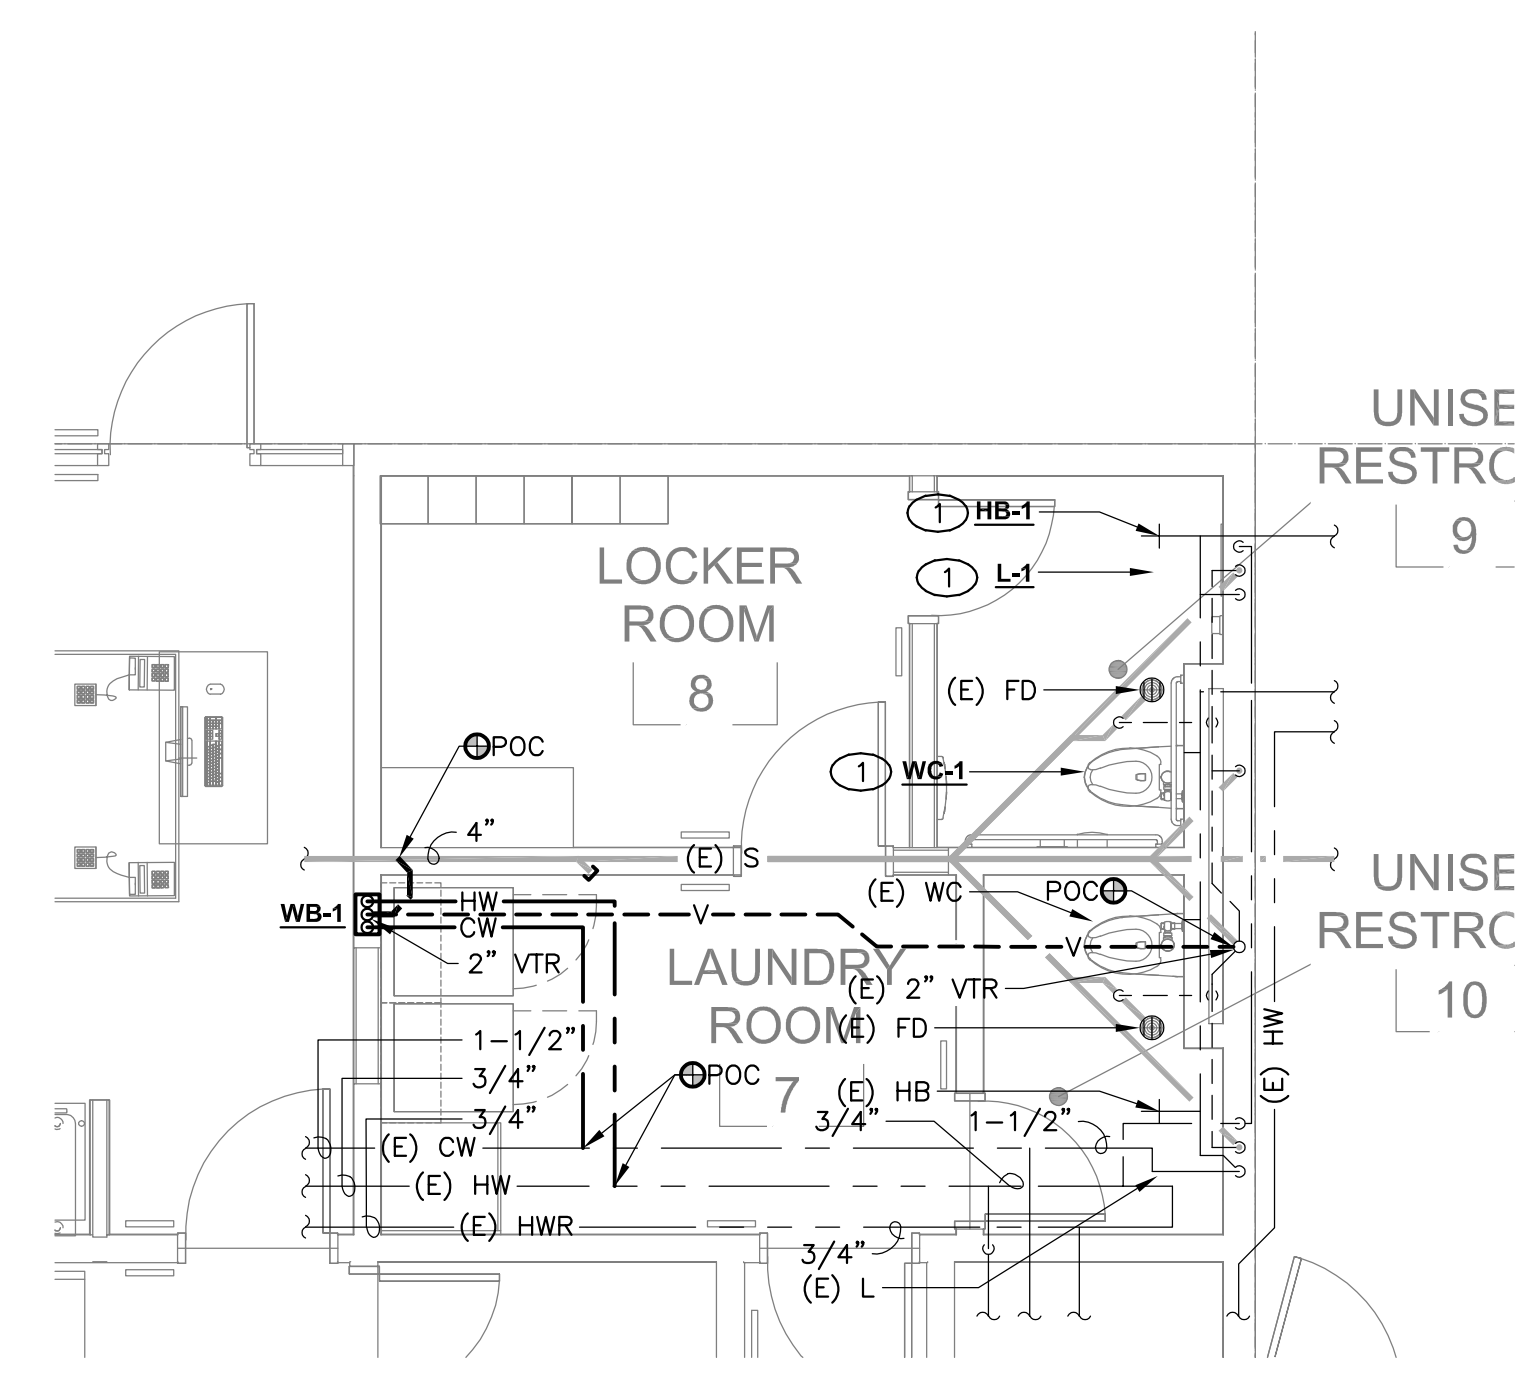 UNISE
RESTRO
9
1 HB-1
LOCKER
ROOM
8
1 L-1
(E) FD
POC
1 WC-1
4"
(E) S
UNISE
RESTRO
10
(E) WC
POC
HW
WB-1
V
CW
V
2" VTR
LAUNDRY
ROOM
7
(E) 2" VTR
(E) FD
1-1/2"
3/4"
3/4"
POC
(E) HB
3/4"
1-1/2"
(E) HW
(E) CW
(E) HW
(E) HWR
3/4"
(E) L